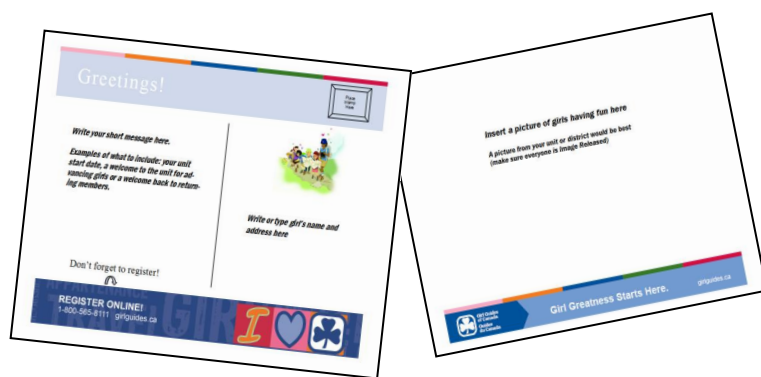 Greetings!
Place
stamp
here
Write your short message here.
Examples of what to include: your unit
start date, a welcome to the unit for ad-
vancing girls or a welcome back to return-
ing members.
Write or type girl's name and
address here
Don't forget to register!
REGISTER ONLINE!
1-800-565-8111 girlguides.ca
I
Insert a picture of girls having fun here
A picture from your unit or district would be best
(make sure everyone is Image Released)
Girl Guides
of Canada
Guides
du Canada
Girl Greatness Starts Here.
girlguides.ca